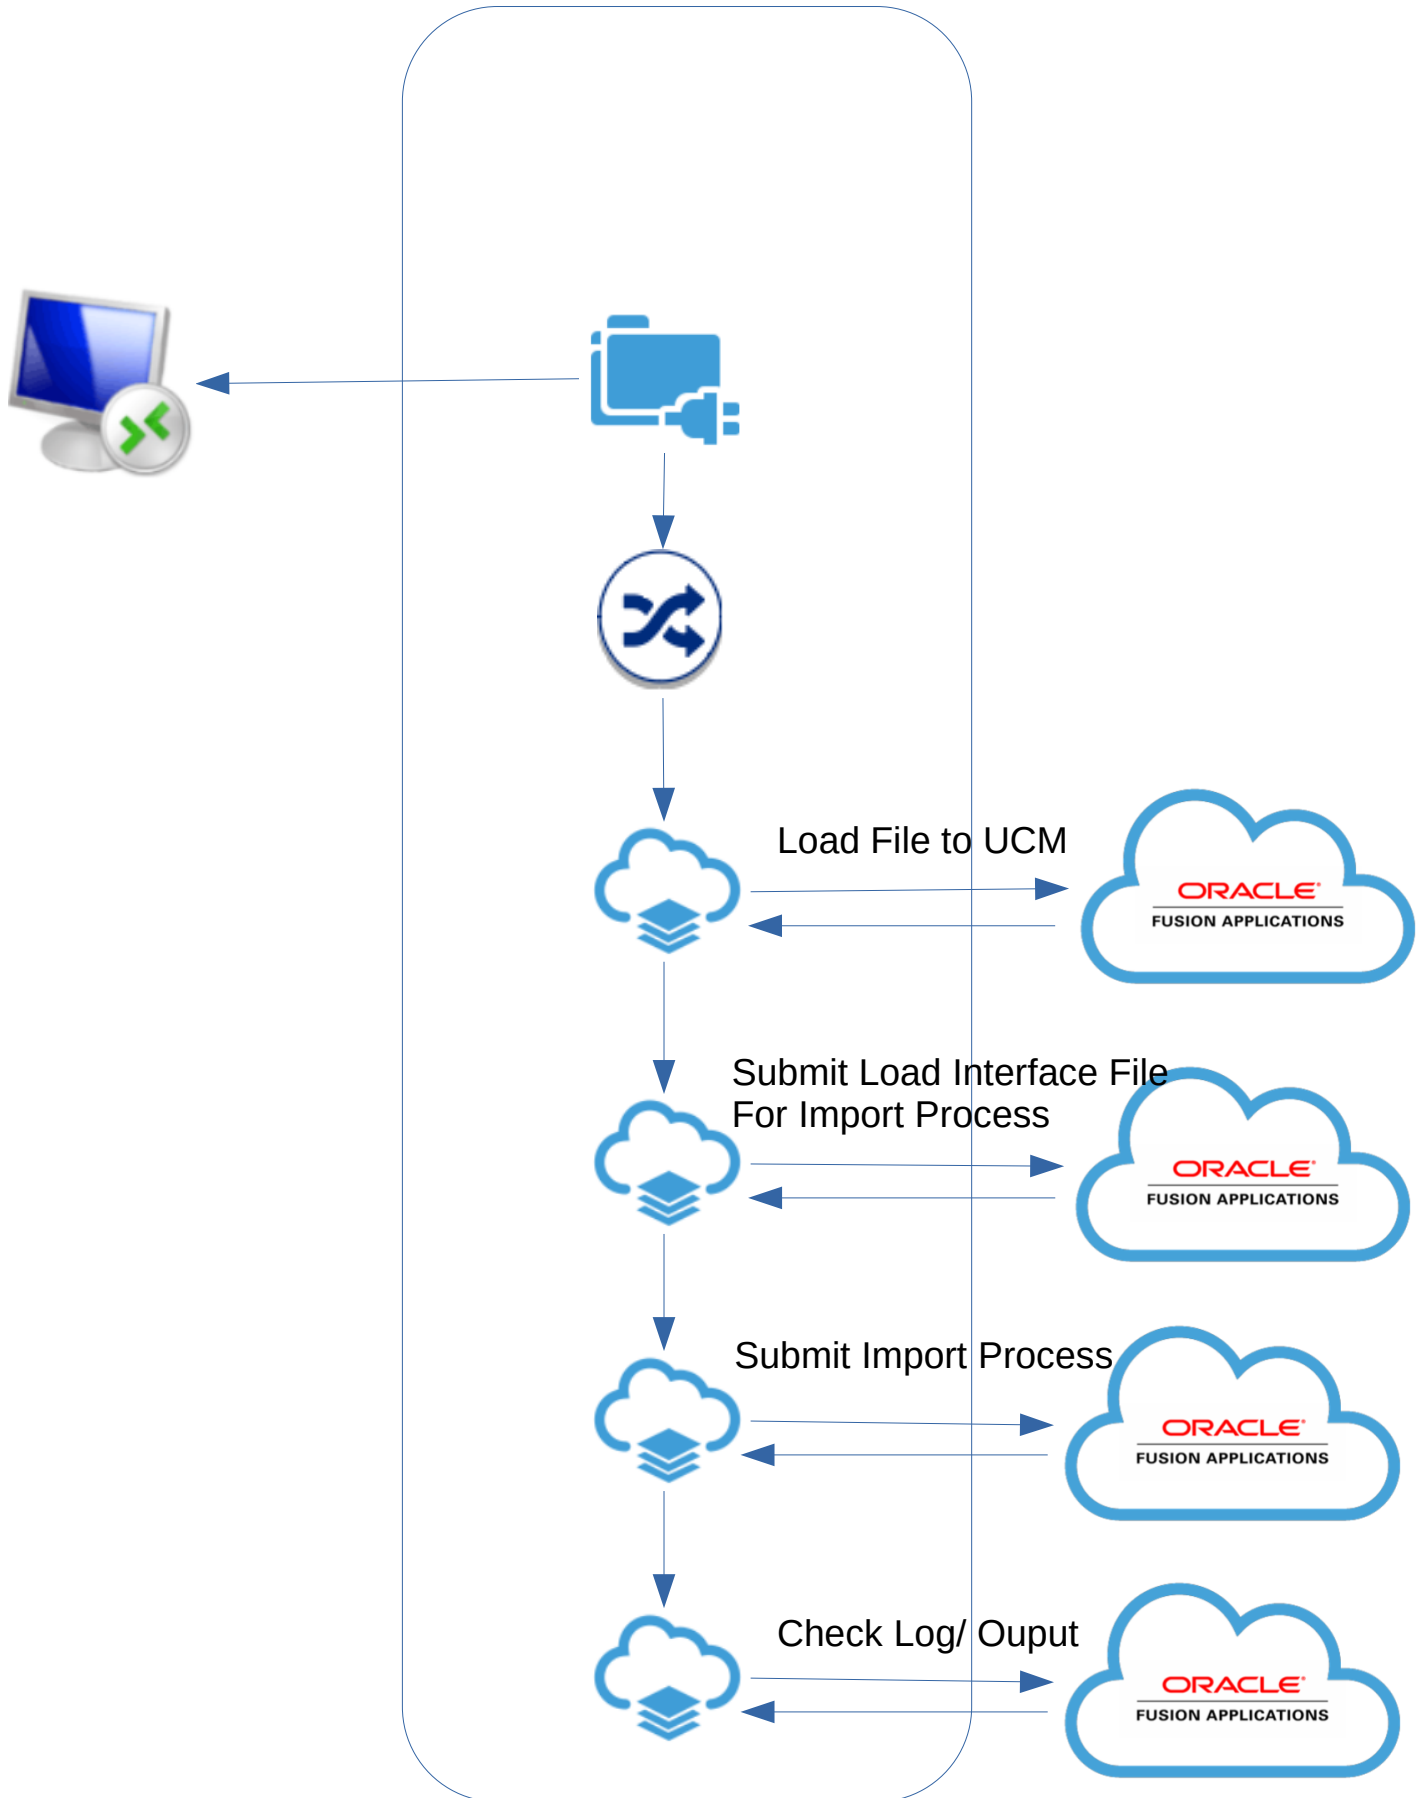 Load File to UCM
ORACLE
FUSION APPLICATIONS
Submit Load Interface File
For Import Process
ORACLE
FUSION APPLICATIONS
Submit Import Process
ORACLE
FUSION APPLICATIONS
Check Log/ Ouput
ORACLE
FUSION APPLICATIONS